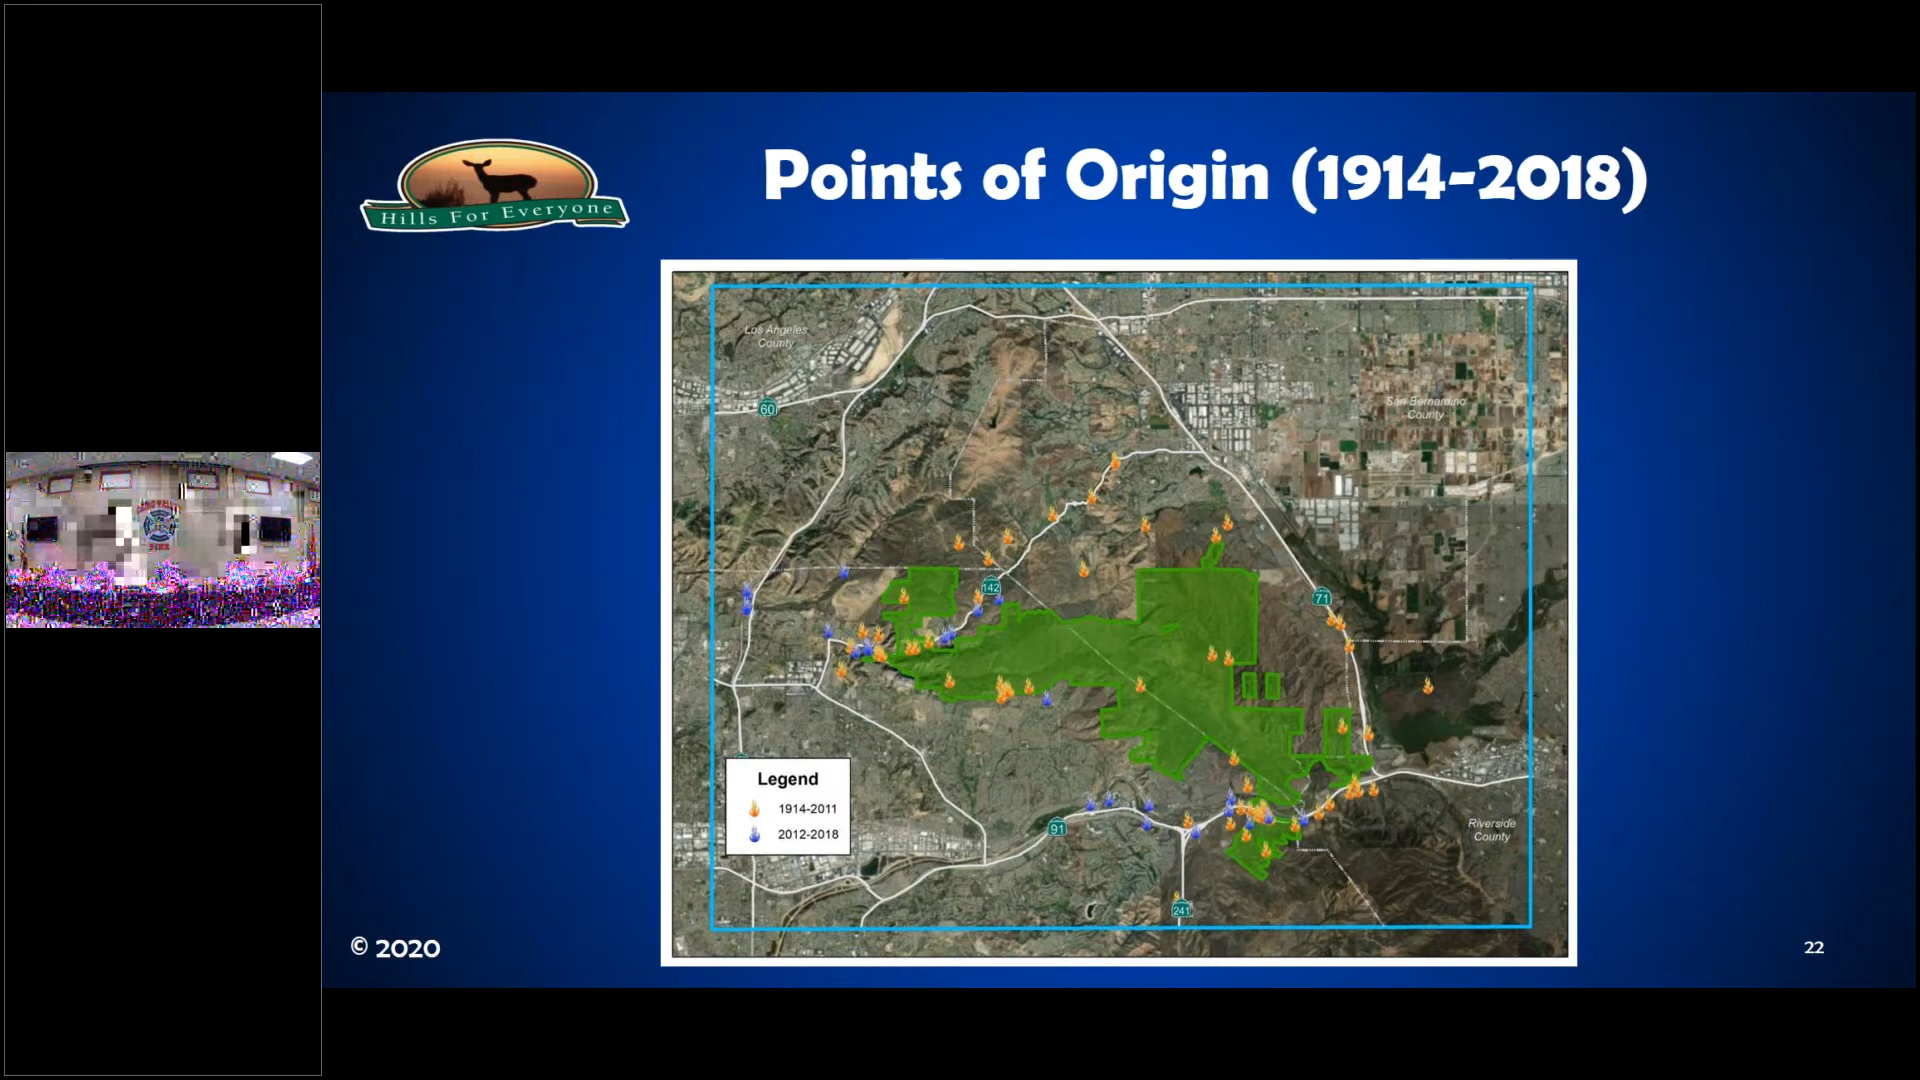 Hills For Everyone
Points of Origin (1914-2018)
Los Angeles
County
60
San Bernardino
County
142
71
Legend
1914-2011
2012-2018
91
Riverside
County
241
© 2020
22
FIRE